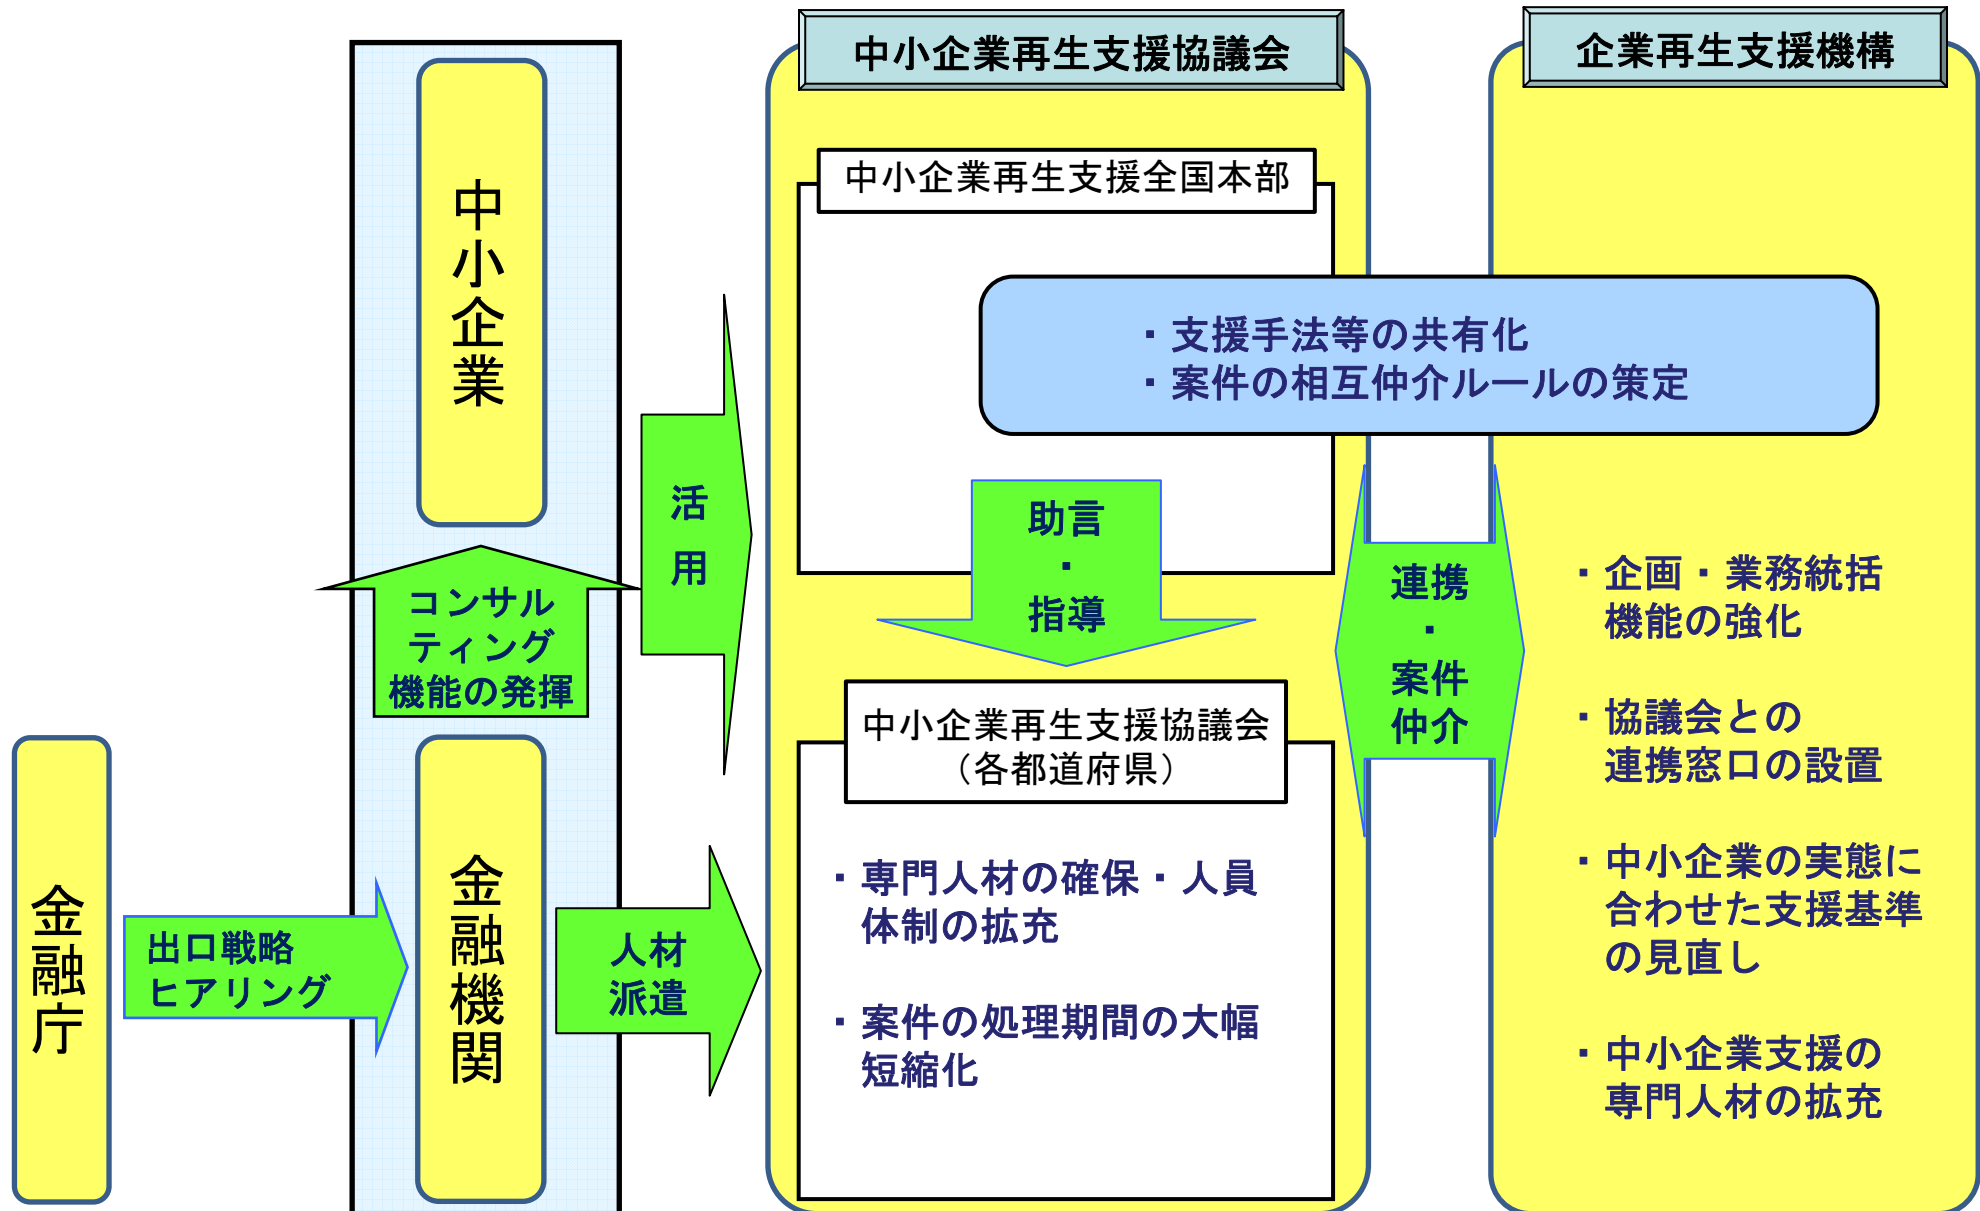 中小企業再生支援協議会
企業再生支援機構
中小企業
中小企業再生支援全国本部
・支援手法等の共有化
・案件の相互仲介ルールの策定
活用
助言
・
指導
コンサル
ティング
機能の発揮
連携
・
案件
仲介
・企画・業務統括
機能の強化
・協議会との
連携窓口の設置
・中小企業の実態に
合わせた支援基準
の見直し
・中小企業支援の
専門人材の拡充
中小企業再生支援協議会
（各都道府県）
・専門人材の確保・人員
体制の拡充
・案件の処理期間の大幅
短縮化
金融庁
出口戦略
ヒアリング
金融機関
人材
派遣